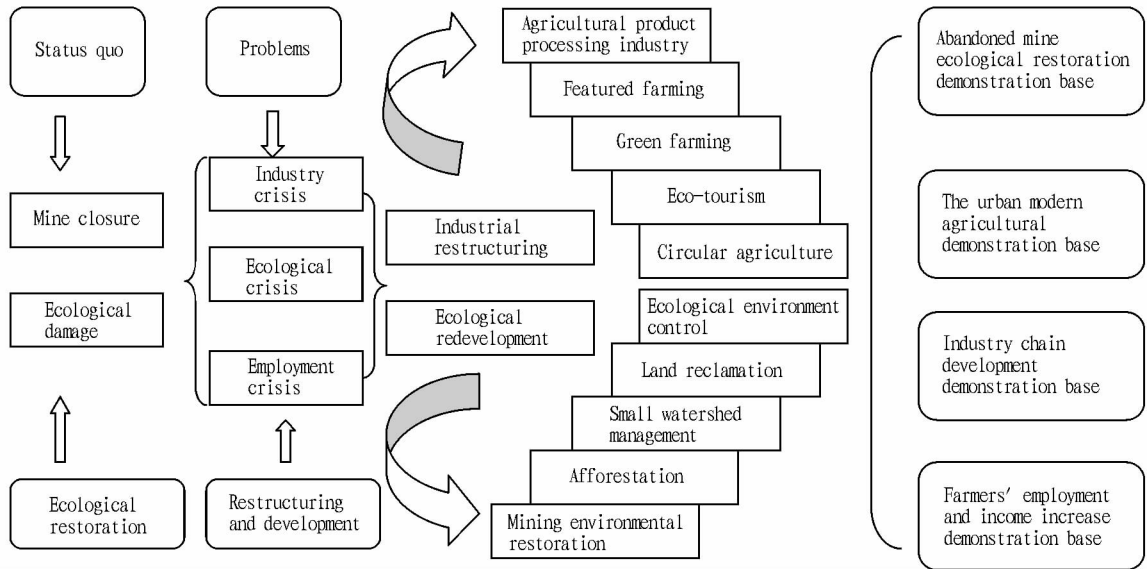 Status quo
Mine closure
Ecological
damage
Ecological
restoration
Problems
Industry
crisis
Ecological
crisis
Employment
crisis
Restructuring
and development
Industrial
restructuring
Ecological
redevelopment
Agricultural product
processing industry
Featured farming
Green farming
Eco-tourism
Circular agriculture
Ecological environment
control
Land reclamation
Small watershed
management
Afforestation
Mining environmental
restoration
Abandoned mine
ecological restoration
demonstration base
The urban modern
agricultural
demonstration base
Industry chain
development
demonstration base
Farmers' employment
and income increase
demonstration base